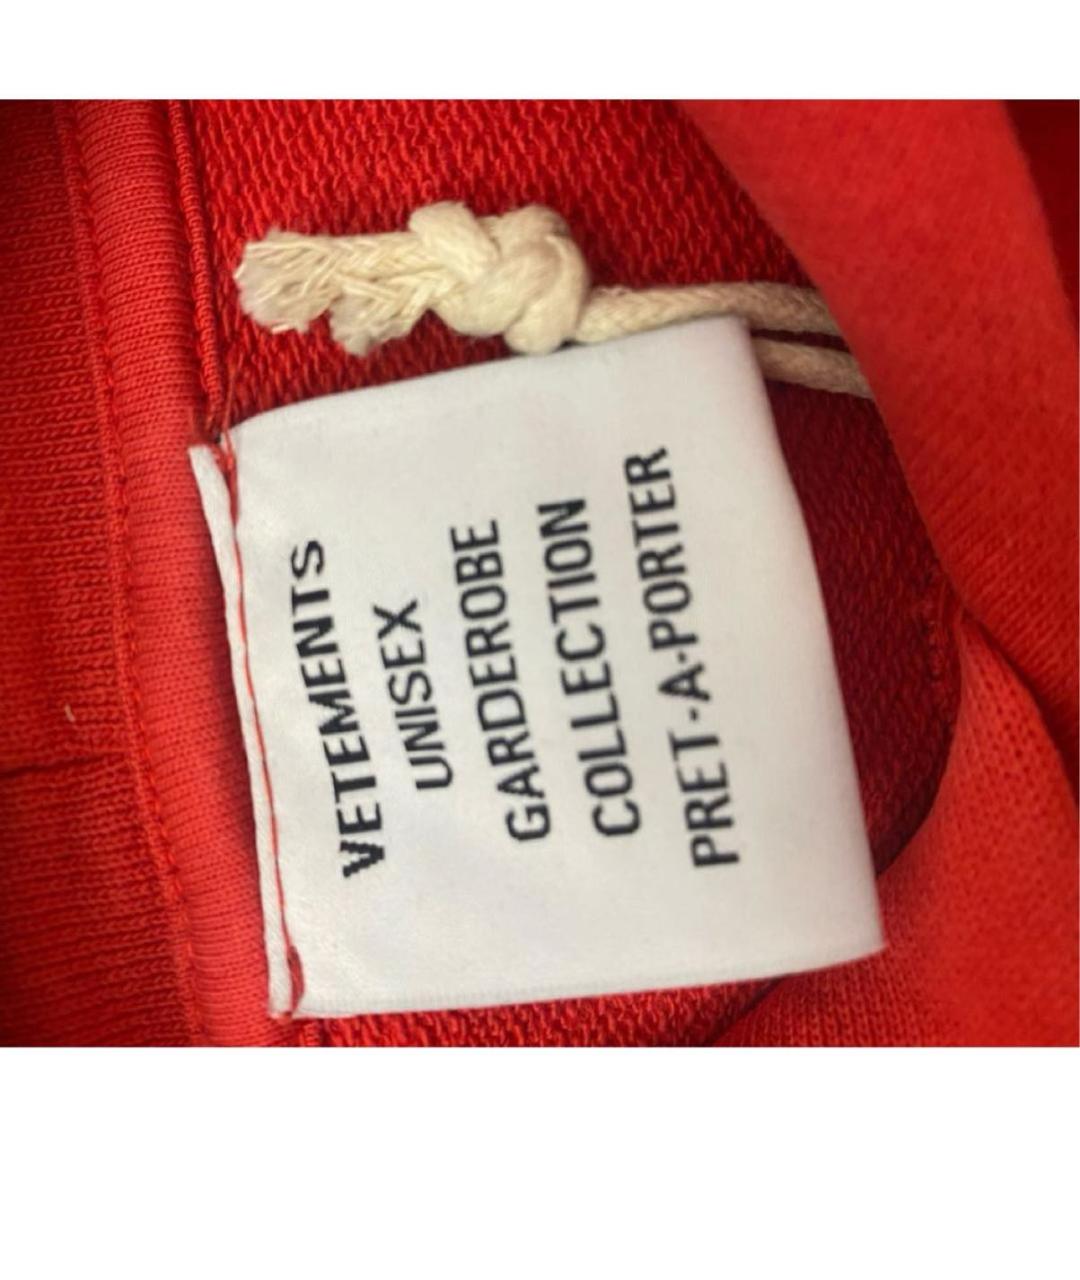 VETEMENTS
UNISEX
GARDEROBE
COLLECTION
PRET-A-PORTER